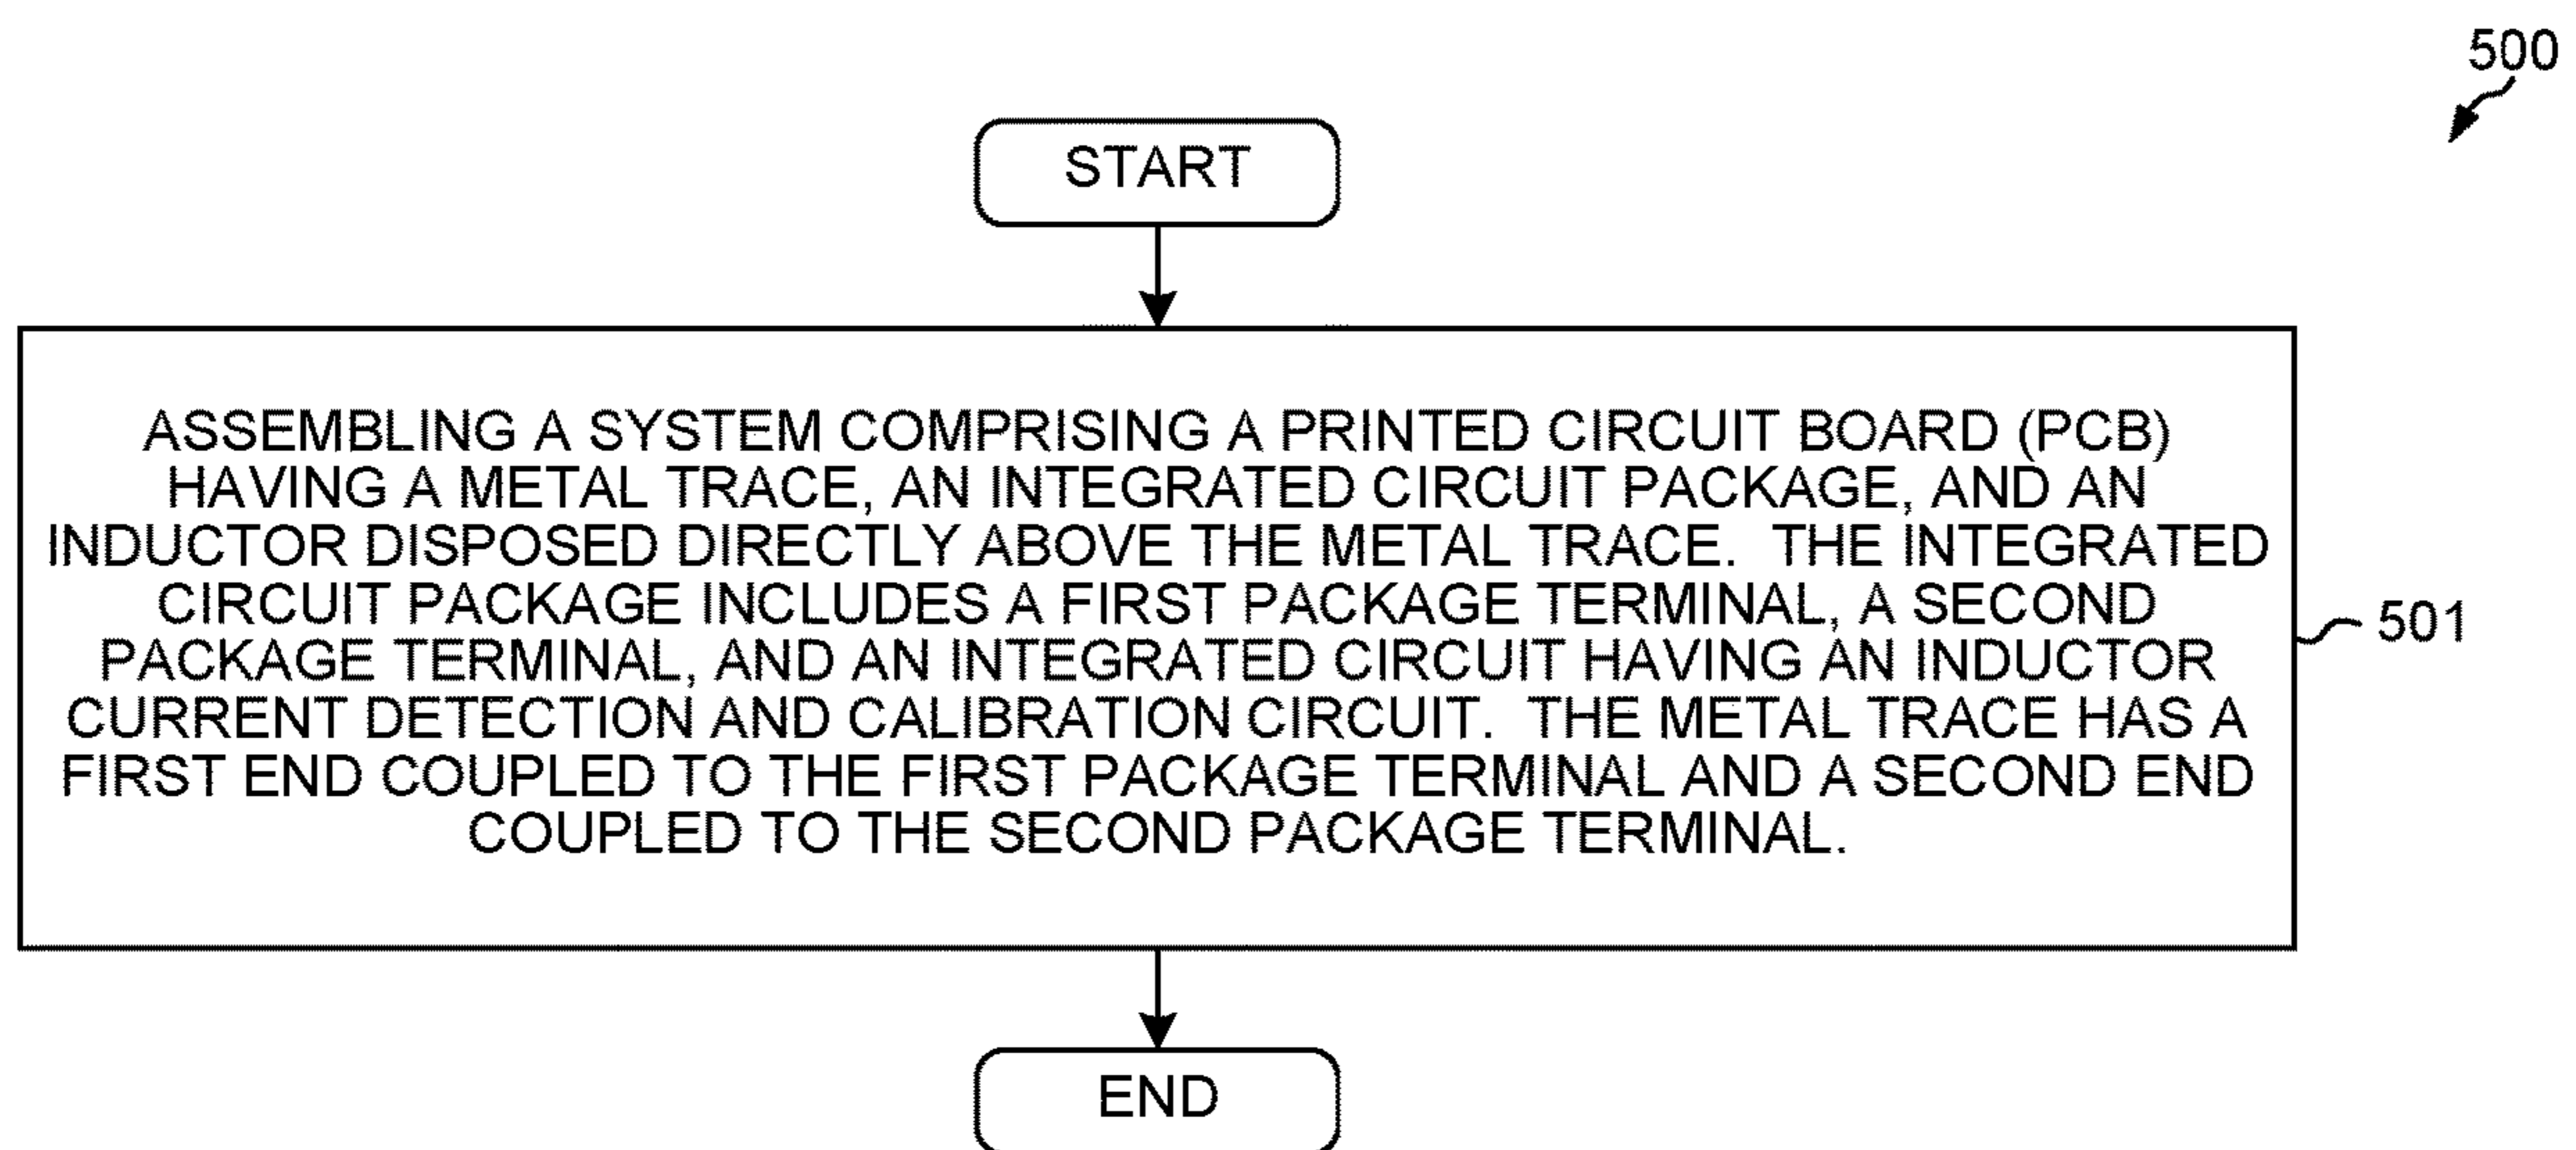 500
START
ASSEMBLING A SYSTEM COMPRISING A PRINTED CIRCUIT BOARD (PCB)
HAVING A METAL TRACE, AN INTEGRATED CIRCUIT PACKAGE, AND AN
INDUCTOR DISPOSED DIRECTLY ABOVE THE METAL TRACE. THE INTEGRATED
CIRCUIT PACKAGE INCLUDES A FIRST PACKAGE TERMINAL, A SECOND
PACKAGE TERMINAL, AND AN INTEGRATED CIRCUIT HAVING AN INDUCTOR
CURRENT DETECTION AND CALIBRATION CIRCUIT. THE METAL TRACE HAS A
FIRST END COUPLED TO THE FIRST PACKAGE TERMINAL AND A SECOND END
COUPLED TO THE SECOND PACKAGE TERMINAL.
501
END